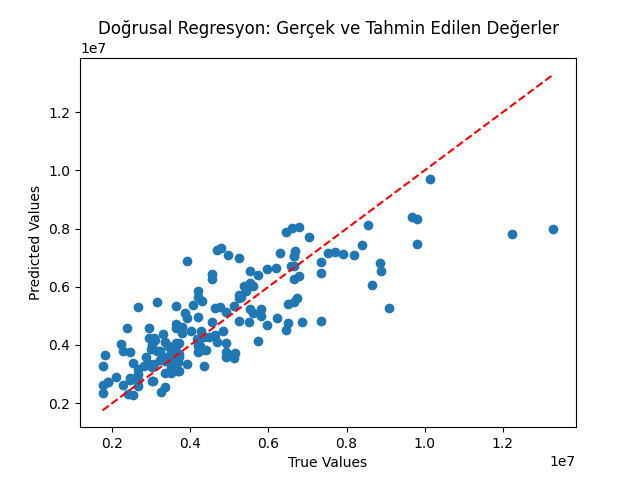 Doğrusal Regresyon: Gerçek ve Tahmin Edilen Değerler
1e7
1.2
1.0
0.8
0.6
0.4
0.2
Predicted Values
0.2 0.4 0.6 0.8 1.0 1.2
True Values
1e7